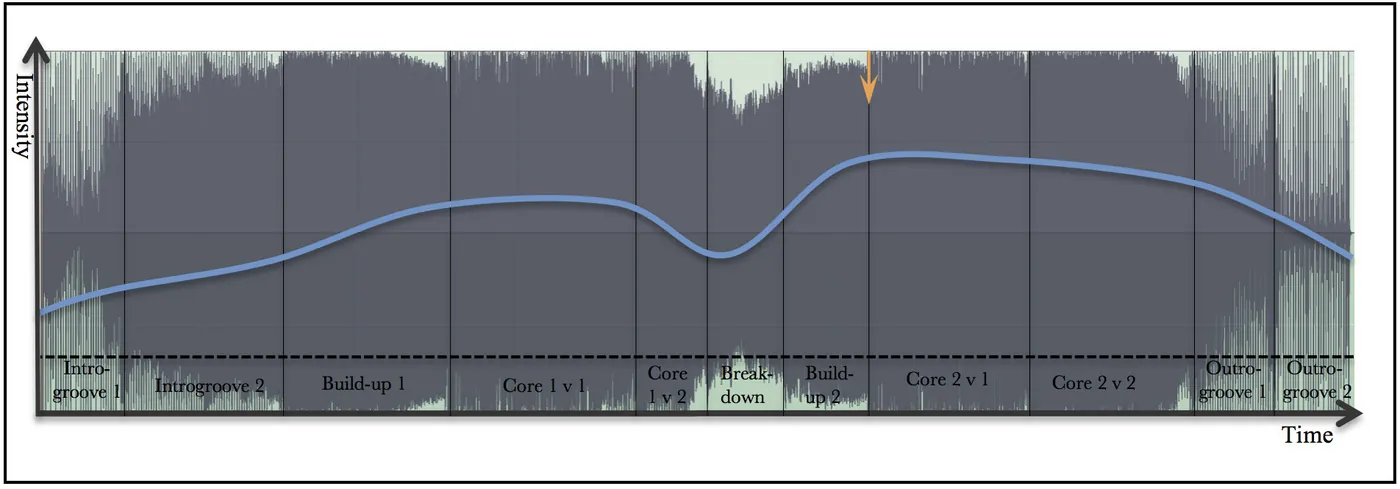 Intensity
Intro-
groove 1
Introgroove 2
Build-up 1
Core 1 v 1
Core
1 v 2
Break-
down
Build-
up 2
Core 2 v 1
Core 2 v 2
Outro-
groove 1
Outro-
groove 2
Time